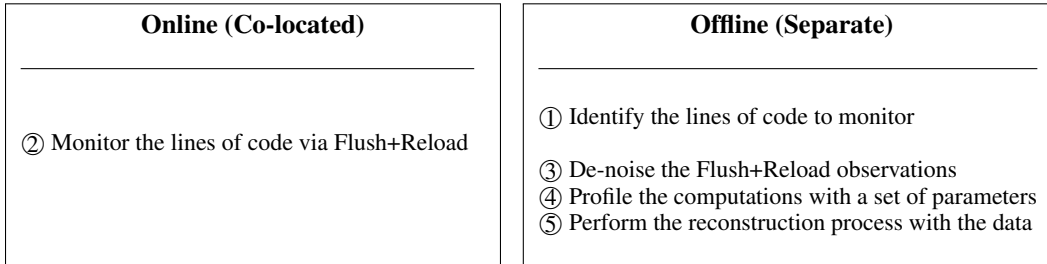 Online (Co-located)
② Monitor the lines of code via Flush+Reload
Offline (Separate)
① Identify the lines of code to monitor
③ De-noise the Flush+Reload observations
④ Profile the computations with a set of parameters
⑤ Perform the reconstruction process with the data